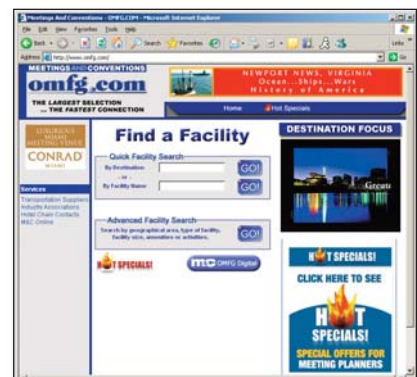 Meetings And Conventions - OMFG.COM - Microsoft Internet Explorer
File Edit View Favorites Tools Help
Back Search Favorites
Address http://www.omfg.com/ Go Links
MEETINGS AND CONVENTIONS
omfg.com
THE LARGEST SELECTION
... THE FASTEST CONNECTION
NEWPORT NEWS, VIRGINIA
Ocean...Ships...Wars
History of America
Home Hot Specials
LUXURIOUS
MIAMI
MEETING VENUE
CONRAD
MIAMI
Services
Transportation Suppliers
Industry Associations
Hotel Chain Contacts
M&C Online
Find a Facility
Quick Facility Search
By Destination GO!
- or -
By Facility Name GO!
Advanced Facility Search
Search by geographical area, type of facility,
facility size, amenities or activities. GO!
HOT SPECIALS!
mc OMFG Digital
DESTINATION FOCUS
Greats
HOT SPECIALS!
CLICK HERE TO SEE
HOT
SPECIALS!
SPECIAL OFFERS FOR
MEETING PLANNERS